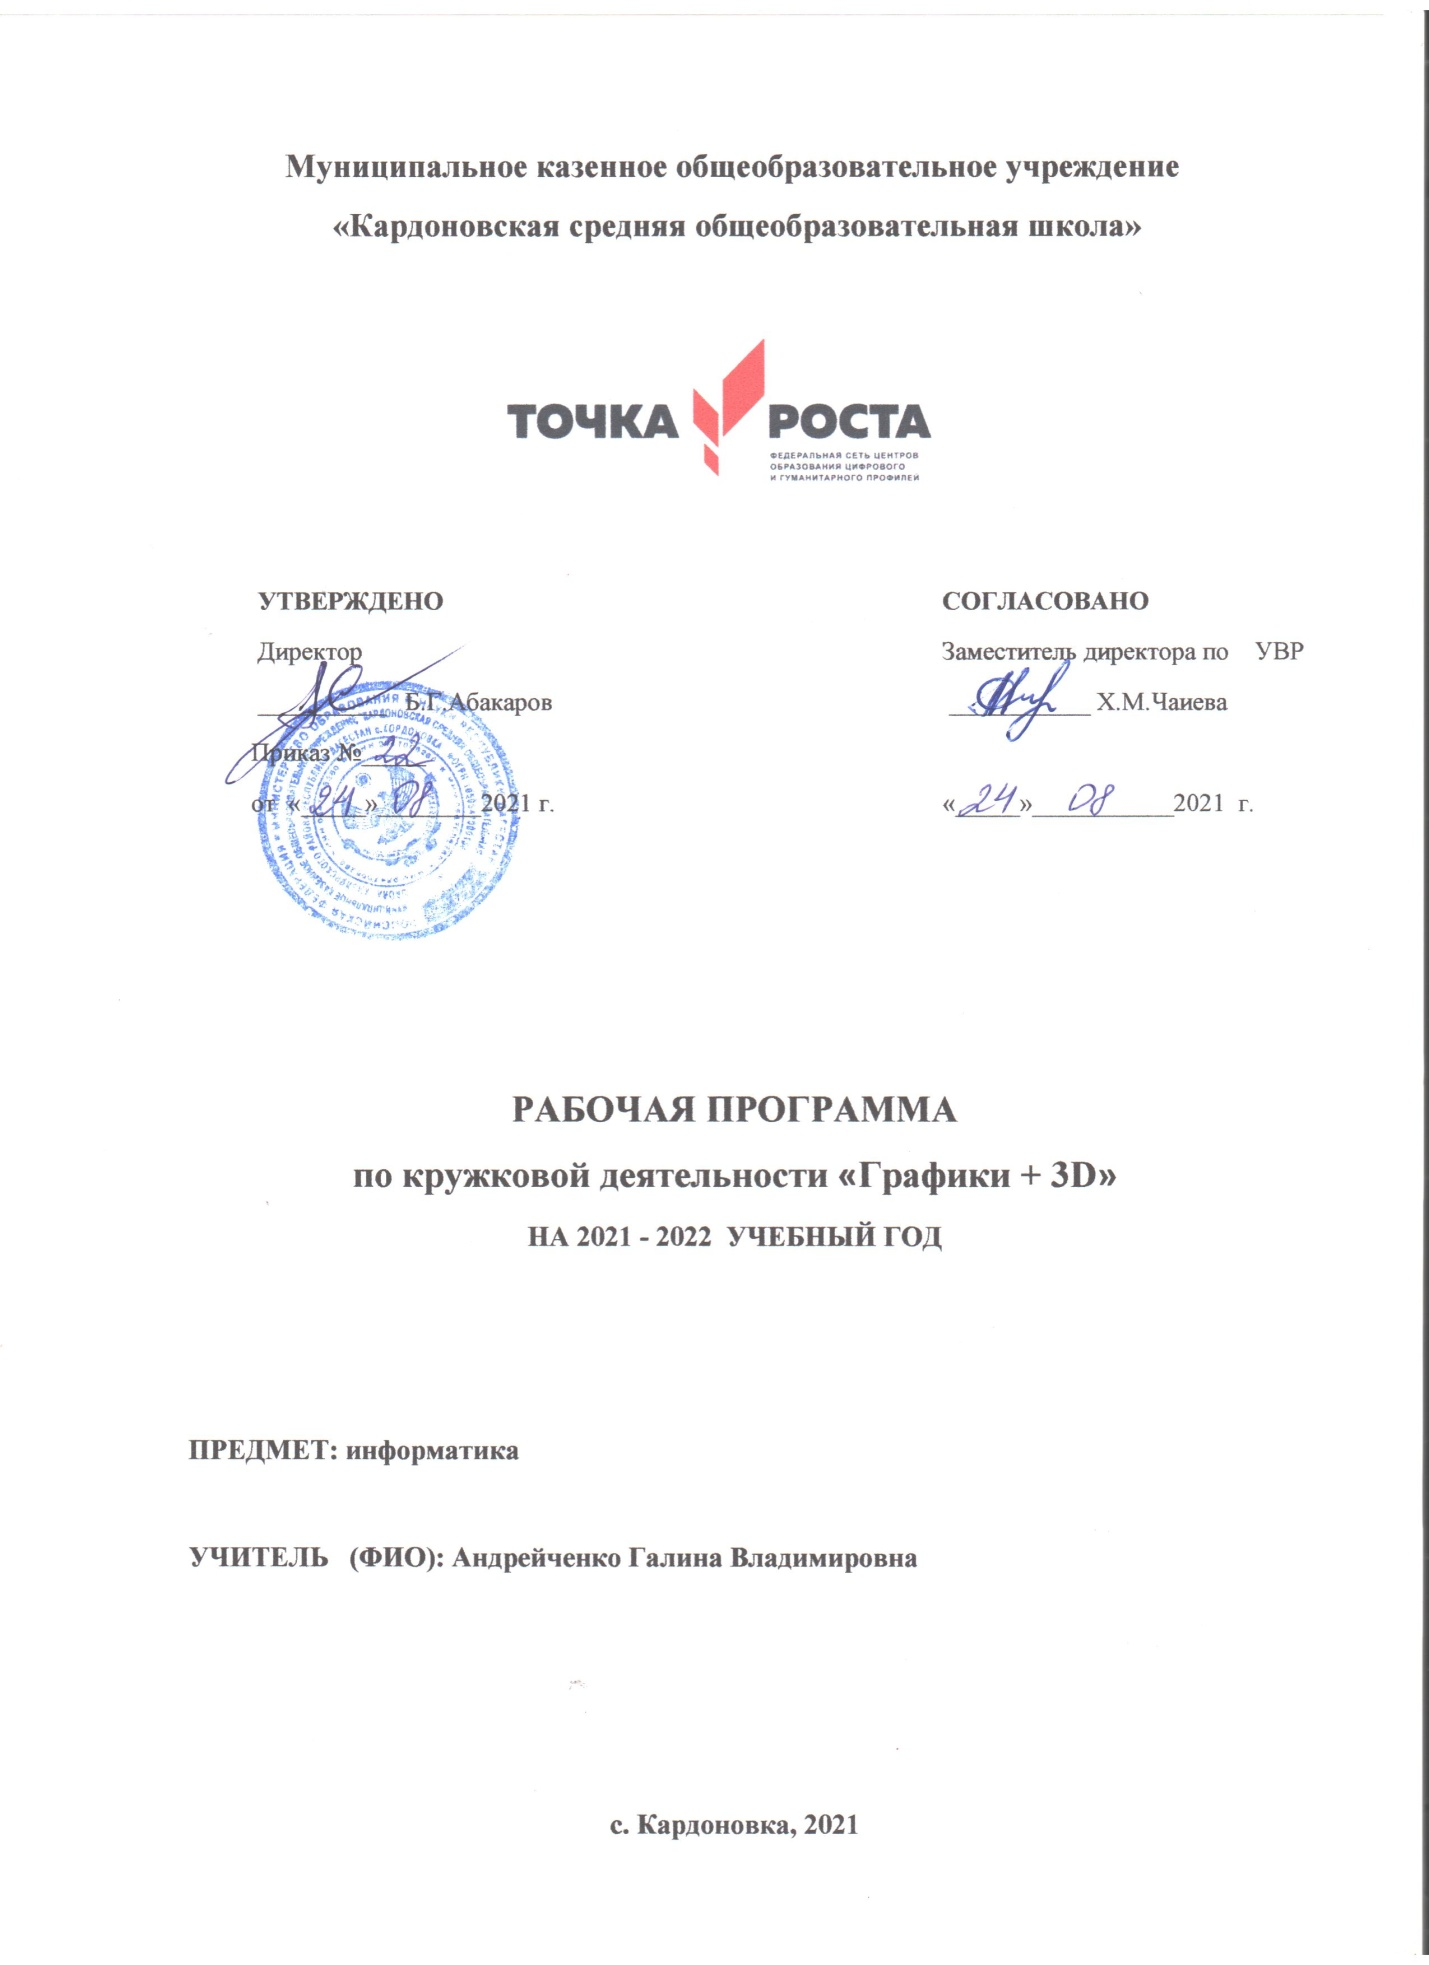 Муниципальное казенное общеобразовательное учреждение
«Кардоновская средняя общеобразовательная школа»
ТОЧКА РОСТА
ФЕДЕРАЛЬНАЯ СЕТЬ ЦЕНТРОВ
ОБРАЗОВАНИЯ ЦИФРОВОГО
И ГУМАНИТАРНОГО ПРОФИЛЕЙ
УТВЕРЖДЕНО
Директор
Б.Г.Абакаров
Приказ № 22
от «24» 08 2021 г.
СОГЛАСОВАНО
Заместитель директора по УВР
Х.М.Чаиева
«24» 08 2021 г.
РАБОЧАЯ ПРОГРАММА
по кружковой деятельности «Графики + 3D»
НА 2021 - 2022 УЧЕБНЫЙ ГОД
ПРЕДМЕТ: информатика
УЧИТЕЛЬ (ФИО): Андрейченко Галина Владимировна
с. Кардоновка, 2021